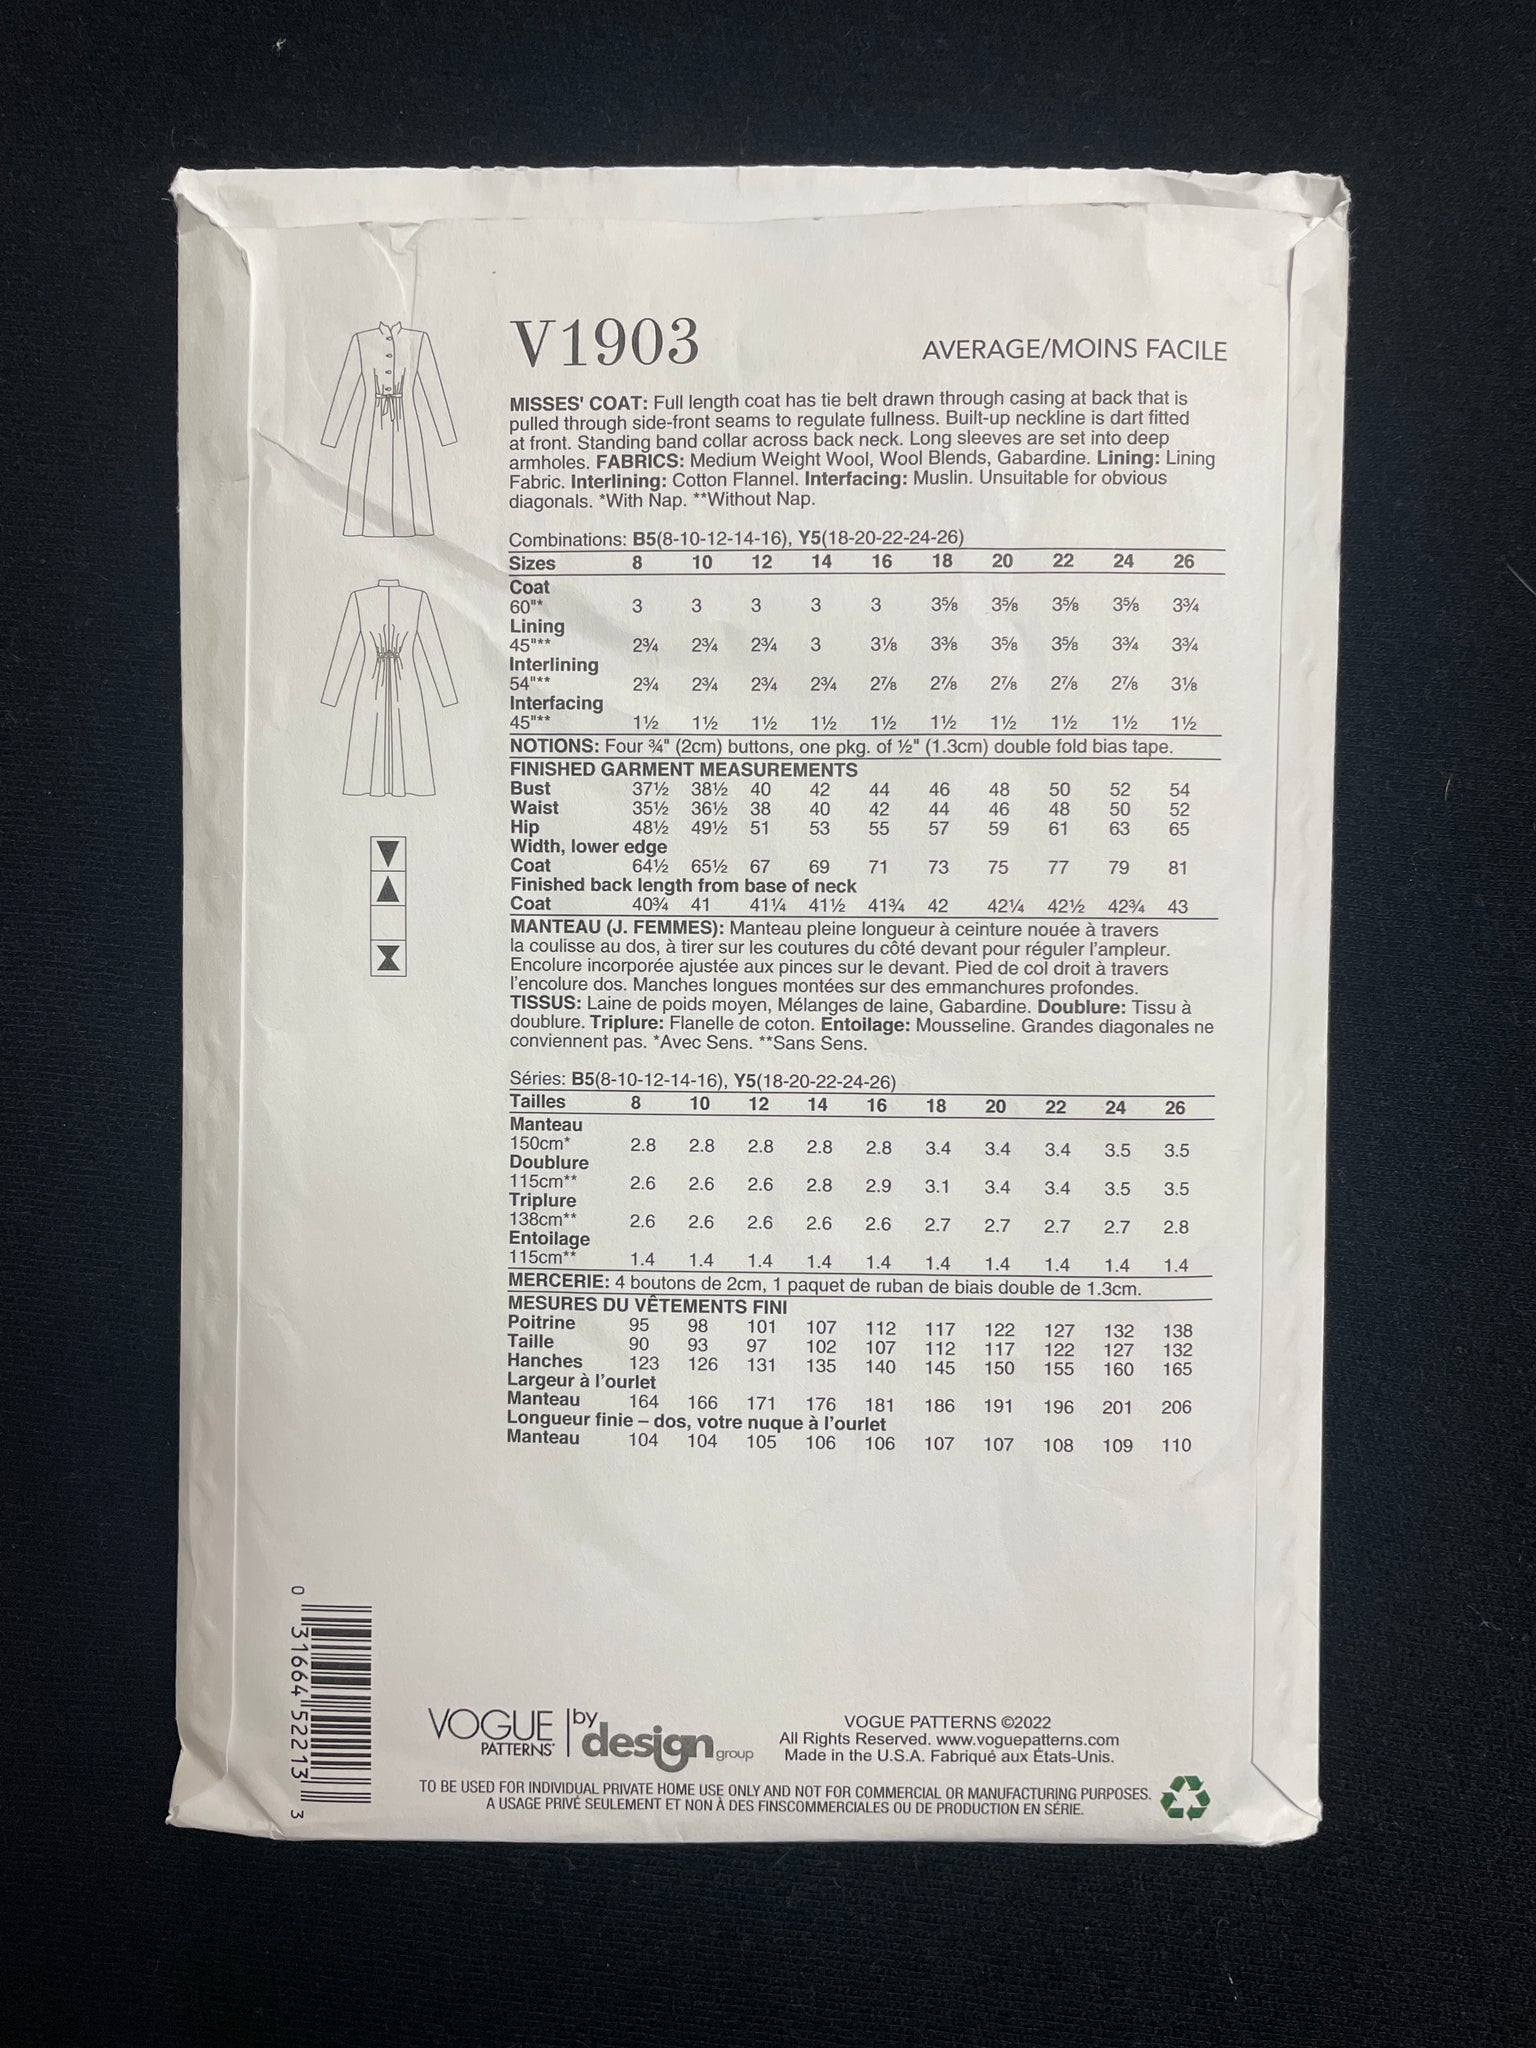 V1903
AVERAGE/MOINS FACILE
MISSES' COAT: Full length coat has tie belt drawn through casing at back that is
pulled through side-front seams to regulate fullness. Built-up neckline is dart fitted
at front. Standing band collar across back neck. Long sleeves are set into deep
armholes. FABRICS: Medium Weight Wool, Wool Blends, Gabardine. Lining: Lining
Fabric. Interlining: Cotton Flannel. Interfacing: Muslin. Unsuitable for obvious
diagonals. *With Nap. **Without Nap.
Combinations: B5(8-10-12-14-16), Y5(18-20-22-24-26)
Sizes 8 10 12 14 16 18 20 22 24 26
Coat
60"* 3 3 3 3 3 3⅝ 3⅝ 3⅝ 3⅝ 3¾
Lining
45"** 2¾ 2¾ 2¾ 3 3⅛ 3⅜ 3⅝ 3⅝ 3¾ 3¾
Interlining
54"** 2¾ 2¾ 2¾ 2¾ 2⅞ 2⅞ 2⅞ 2⅞ 2⅞ 3⅛
Interfacing
45"** 1½ 1½ 1½ 1½ 1½ 1½ 1½ 1½ 1½ 1½
NOTIONS: Four ¾" (2cm) buttons, one pkg. of ½" (1.3cm) double fold bias tape.
FINISHED GARMENT MEASUREMENTS
Bust 37½ 38½ 40 42 44 46 48 50 52 54
Waist 35½ 36½ 38 40 42 44 46 48 50 52
Hip 48½ 49½ 51 53 55 57 59 61 63 65
Width, lower edge
Coat 64½ 65½ 67 69 71 73 75 77 79 81
Finished back length from base of neck
Coat 40¾ 41 41¼ 41½ 41¾ 42 42¼ 42½ 42¾ 43
MANTEAU (J. FEMMES): Manteau pleine longueur à ceinture nouée à travers
la coulisse au dos, à tirer sur les coutures du côté devant pour réguler l'ampleur.
Encolure incorporée ajustée aux pinces sur le devant. Pied de col droit à travers
l'encolure dos. Manches longues montées sur des emmanchures profondes.
TISSUS: Laine de poids moyen, Mélanges de laine, Gabardine. Doublure: Tissu à
doublure. Triplure: Flanelle de coton. Entoilage: Mousseline. Grandes diagonales ne
conviennent pas. *Avec Sens. **Sans Sens.
Séries: B5(8-10-12-14-16), Y5(18-20-22-24-26)
Tailles 8 10 12 14 16 18 20 22 24 26
Manteau
150cm* 2.8 2.8 2.8 2.8 2.8 3.4 3.4 3.4 3.5 3.5
Doublure
115cm** 2.6 2.6 2.6 2.8 2.9 3.1 3.4 3.4 3.5 3.5
Triplure
138cm** 2.6 2.6 2.6 2.6 2.6 2.7 2.7 2.7 2.7 2.8
Entoilage
115cm** 1.4 1.4 1.4 1.4 1.4 1.4 1.4 1.4 1.4 1.4
MERCERIE: 4 boutons de 2cm, 1 paquet de ruban de biais double de 1.3cm.
MESURES DU VÊTEMENTS FINI
Poitrine 95 98 101 107 112 117 122 127 132 138
Taille 90 93 97 102 107 112 117 122 127 132
Hanches 123 126 131 135 140 145 150 155 160 165
Largeur à l'ourlet
Manteau 164 166 171 176 181 186 191 196 201 206
Longueur finie – dos, votre nuque à l'ourlet
Manteau 104 104 105 106 106 107 107 108 109 110
0 31664 52213 3
VOGUE PATTERNS® by design group
VOGUE PATTERNS ©2022
All Rights Reserved. www.voguepatterns.com
Made in the U.S.A. Fabriqué aux États-Unis.
TO BE USED FOR INDIVIDUAL PRIVATE HOME USE ONLY AND NOT FOR COMMERCIAL OR MANUFACTURING PURPOSES.
A USAGE PRIVÉ SEULEMENT ET NON À DES FINSCOMMERCIALES OU DE PRODUCTION EN SÉRIE.